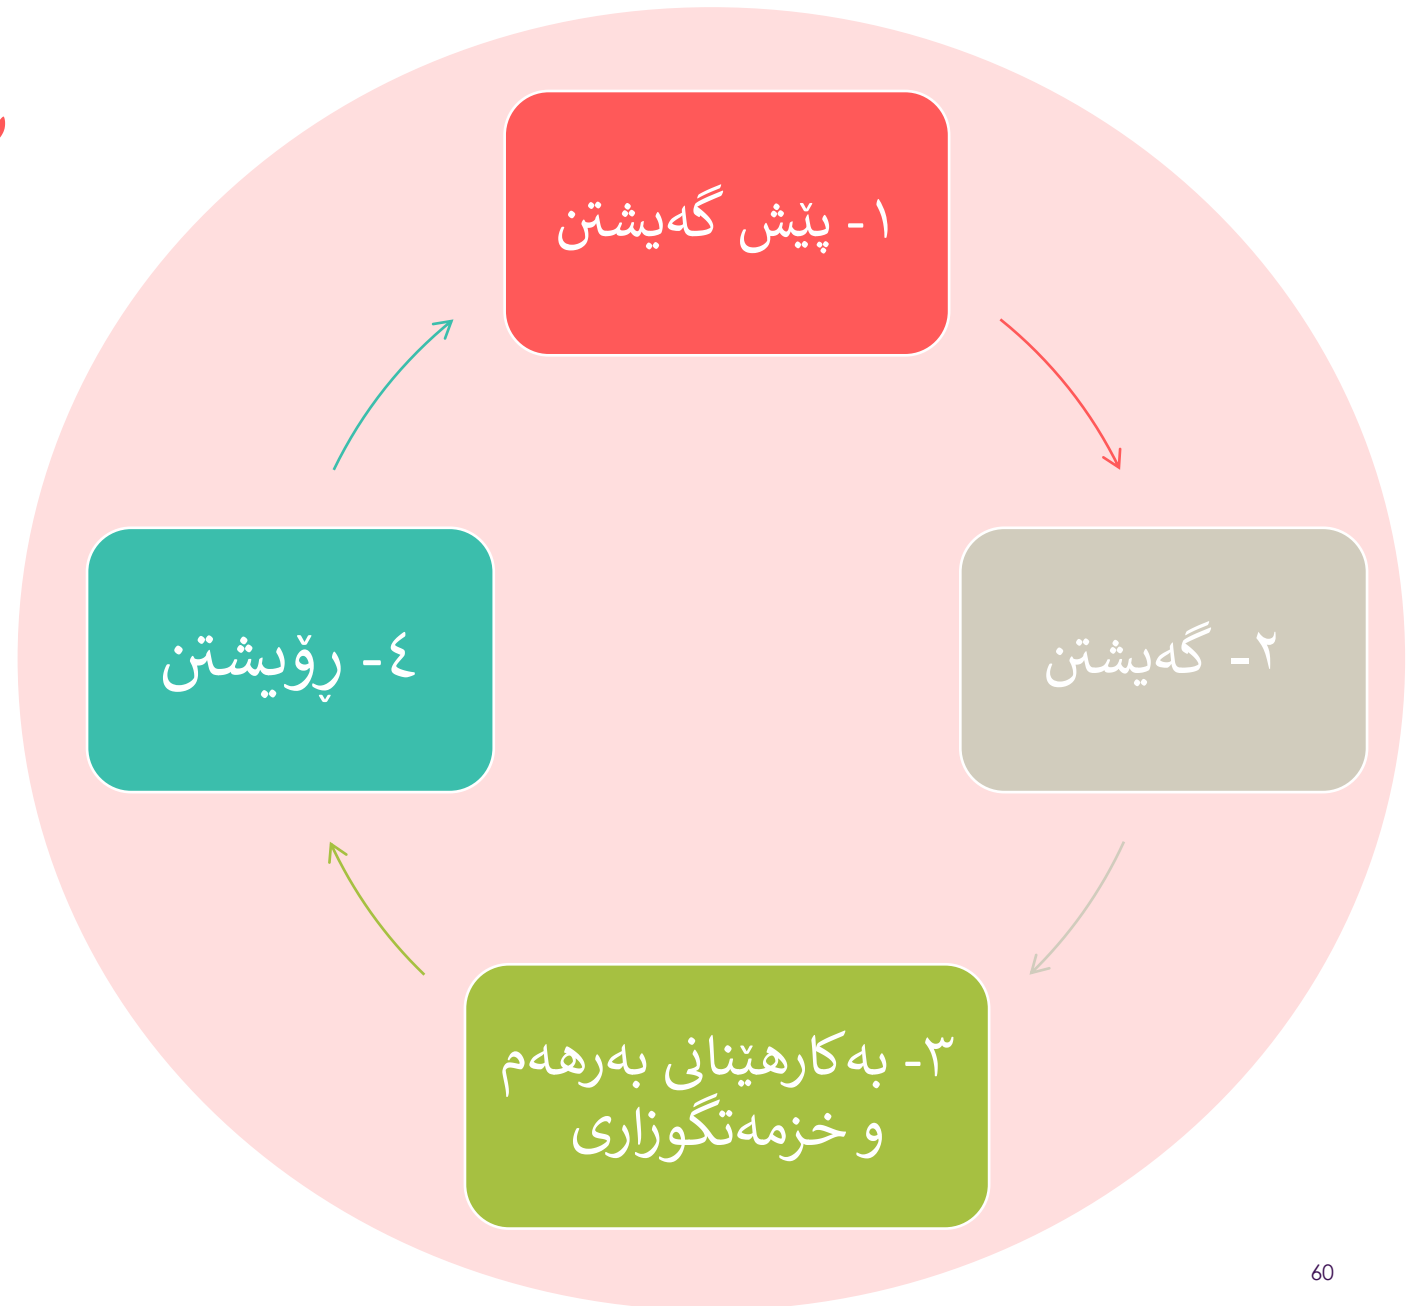 ١- پێش گەیشتن
٢- گەیشتن
٣- بەکارهێنانی بەرهەم
و خزمەتگوزاری
٤- ڕۆیشتن
60